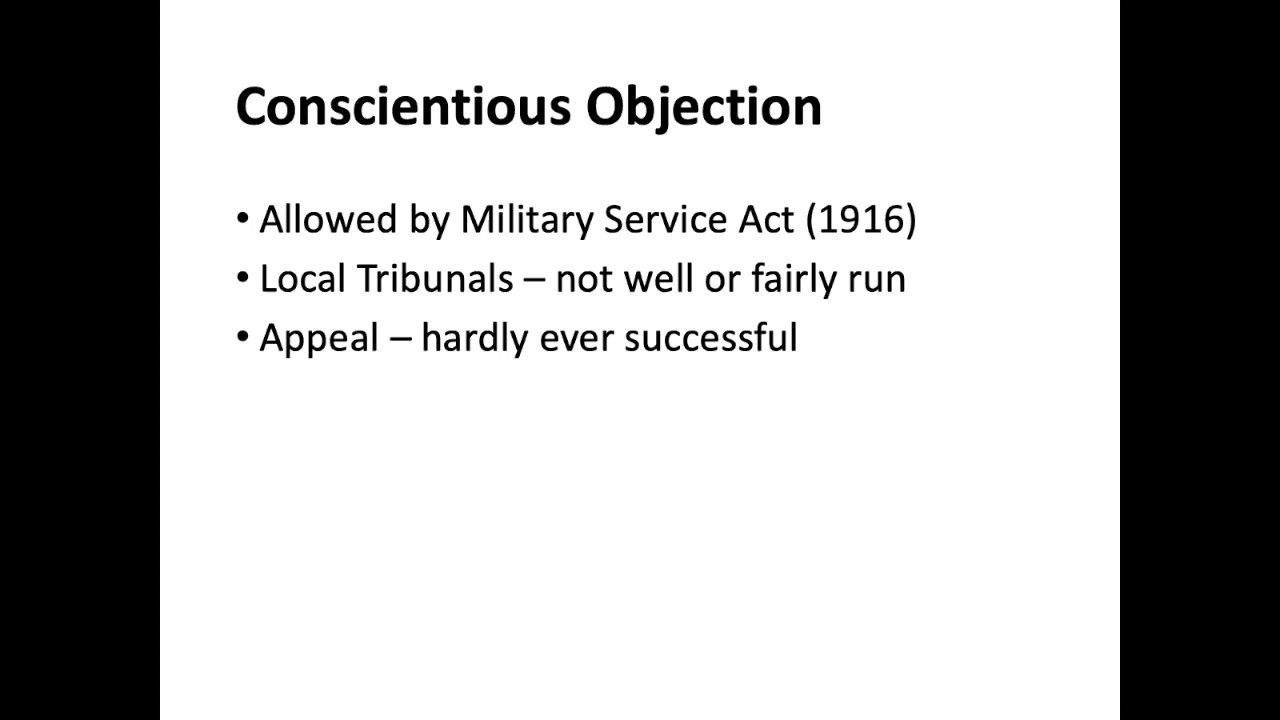 Conscientious Objection
• Allowed by Military Service Act (1916)
• Local Tribunals – not well or fairly run
• Appeal – hardly ever successful